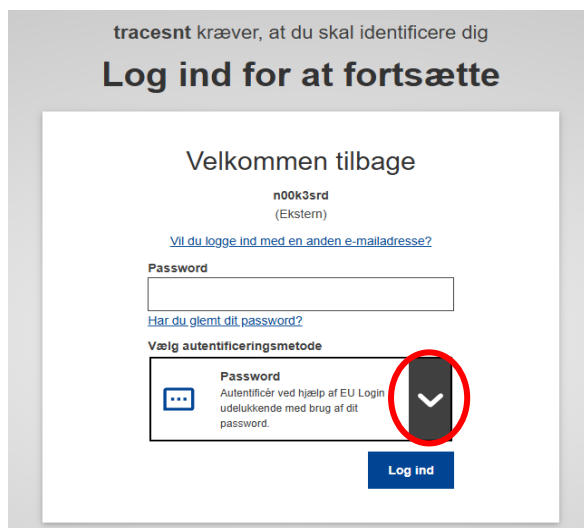 tracesnt kræver, at du skal identificere dig
Log ind for at fortsætte
Velkommen tilbage
n00k3srd
(Ekstern)
Vil du logge ind med en anden e-mailadresse?
Password
Har du glemt dit password?
Vælg autentificeringsmetode
Password
Autentificér ved hjælp af EU Login
udelukkende med brug af dit
password.
Log ind